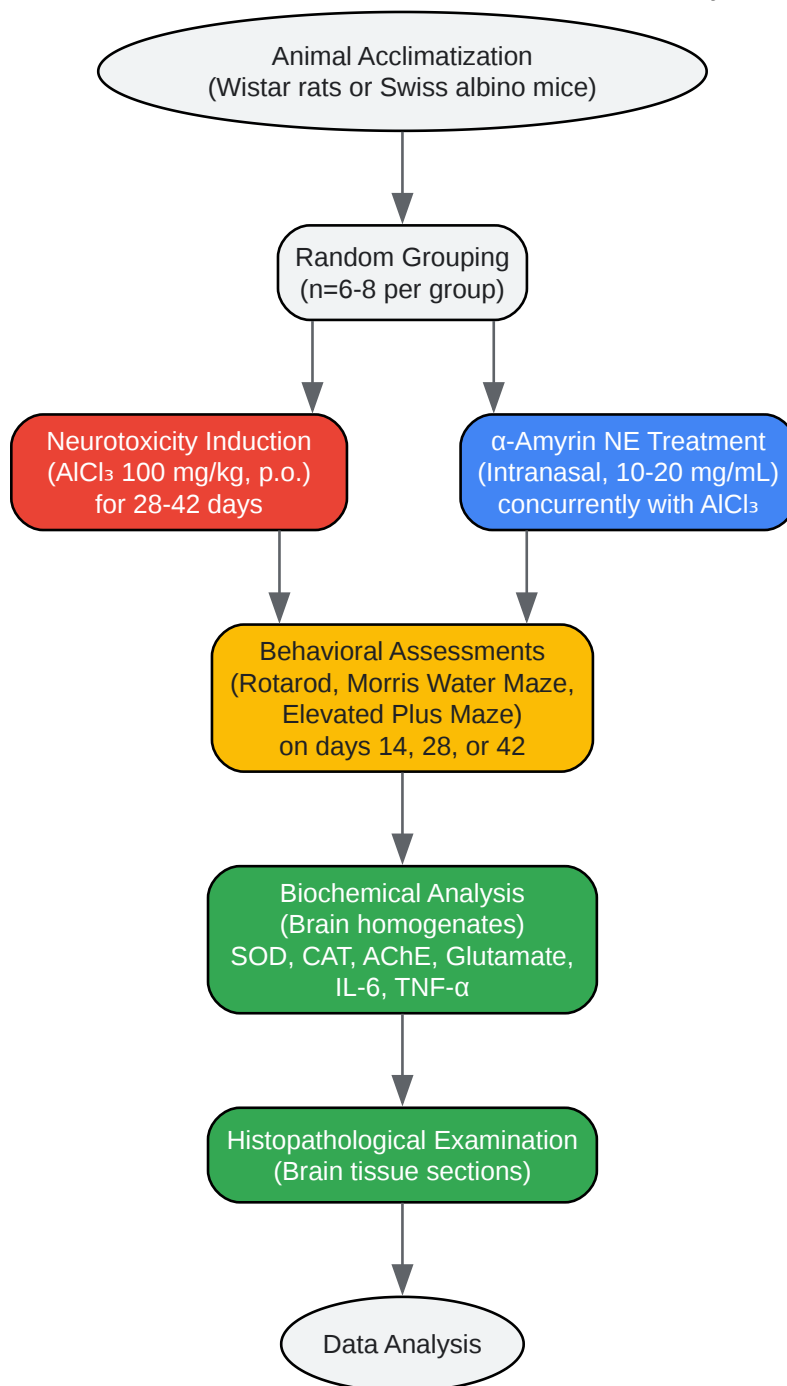 Animal Acclimatization
(Wistar rats or Swiss albino mice)
Random Grouping
(n=6-8 per group)
Neurotoxicity Induction
(AlCl₃ 100 mg/kg, p.o.)
for 28-42 days
α-Amyrin NE Treatment
(Intranasal, 10-20 mg/mL)
concurrently with AlCl₃
Behavioral Assessments
(Rotarod, Morris Water Maze,
Elevated Plus Maze)
on days 14, 28, or 42
Biochemical Analysis
(Brain homogenates)
SOD, CAT, AChE, Glutamate,
IL-6, TNF-α
Histopathological Examination
(Brain tissue sections)
Data Analysis